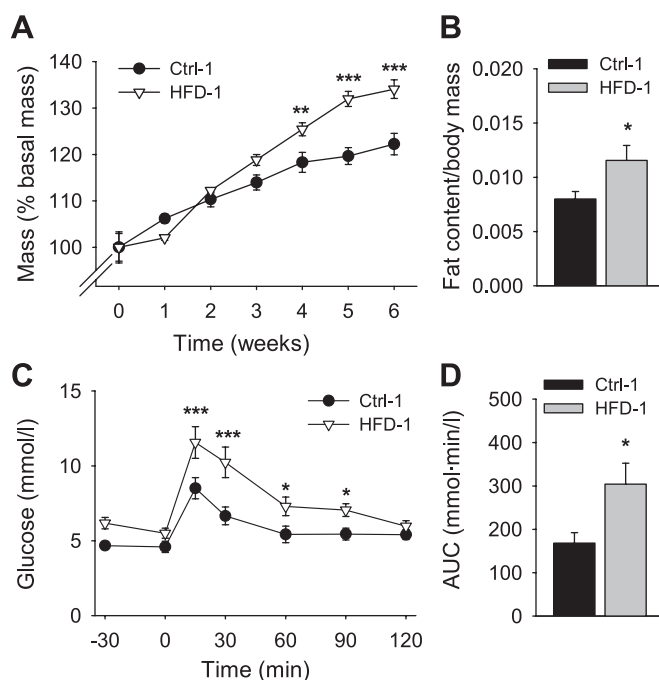 A
Ctrl-1
HFD-1
Mass (% basal mass)
140
130
120
110
100
** *** ***
0 1 2 3 4 5 6
Time (weeks)
B
Ctrl-1
HFD-1
Fat content/body mass
0.020
0.015
0.010
0.005
0.000
*
C
Ctrl-1
HFD-1
Glucose (mmol/l)
15
10
5
0
*** *** * *
-30 0 30 60 90 120
Time (min)
D
Ctrl-1
HFD-1
AUC (mmol·min/l)
500
400
300
200
100
0
*